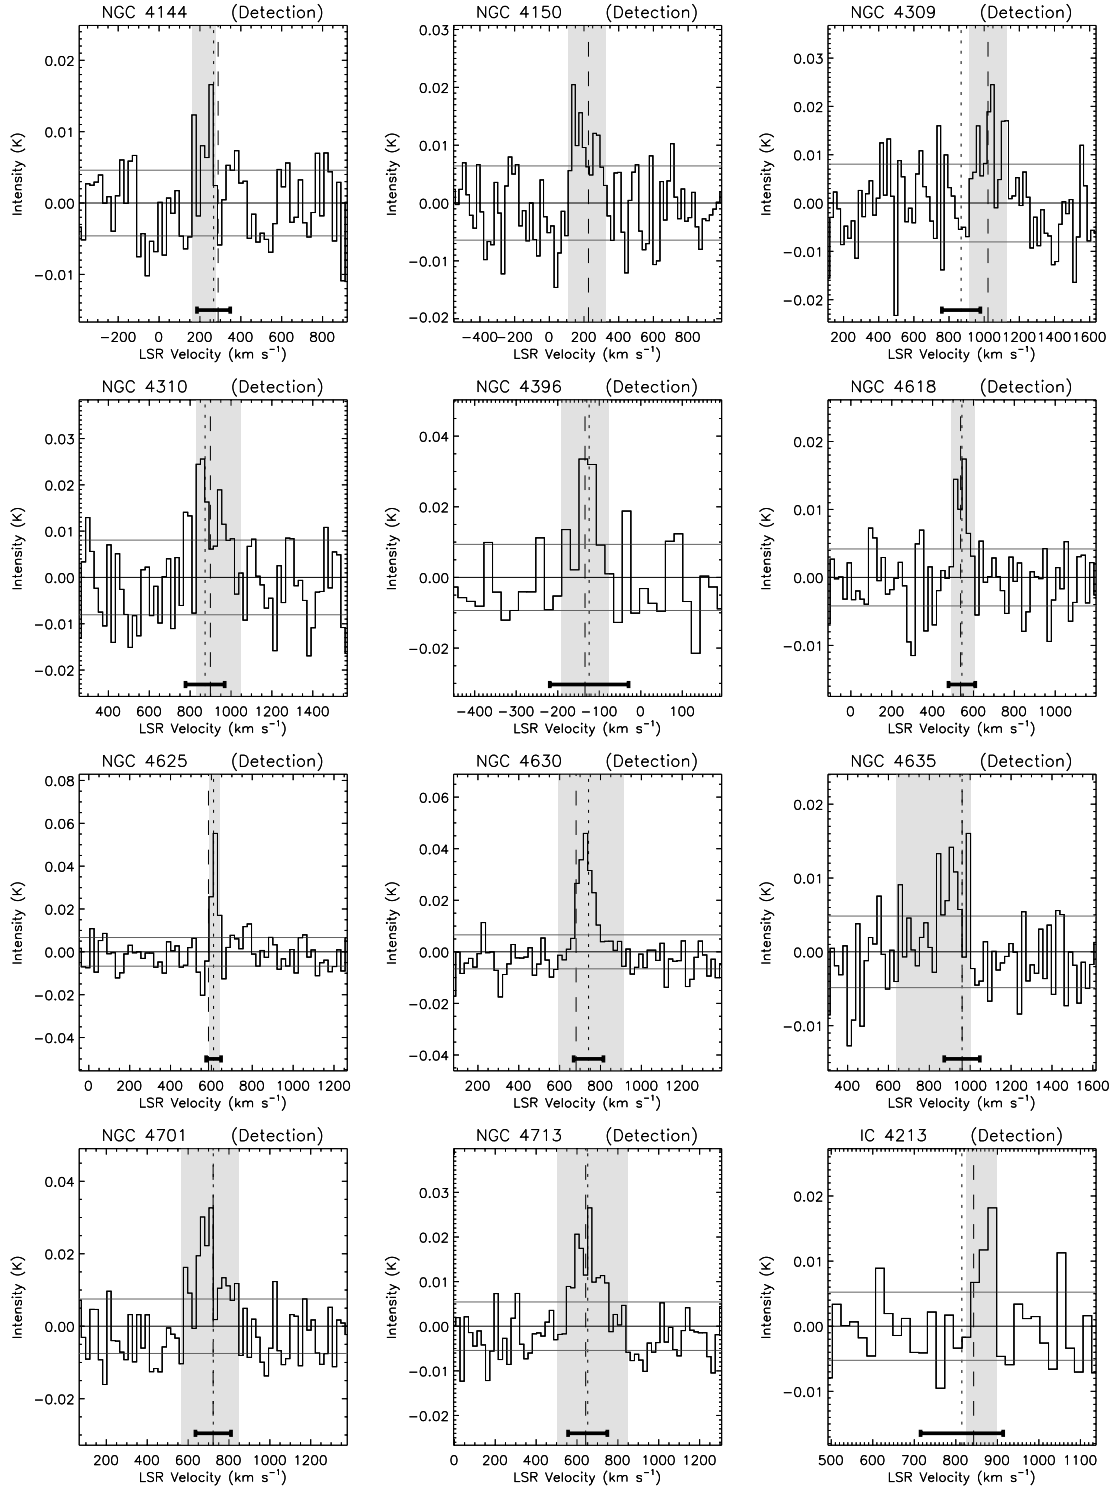 NGC 4144 (Detection) NGC 4150 (Detection) NGC 4309 (Detection)
Intensity (K) 0.02 0.01 0.00 −0.01
−200 0 200 400 600 800
LSR Velocity (km s⁻¹)
Intensity (K) 0.03 0.02 0.01 0.00 −0.01 −0.02
−400 −200 0 200 400 600 800
LSR Velocity (km s⁻¹)
Intensity (K) 0.03 0.02 0.01 0.00 −0.01 −0.02
200 400 600 800 1000 1200 1400 1600
LSR Velocity (km s⁻¹)
NGC 4310 (Detection) NGC 4396 (Detection) NGC 4618 (Detection)
Intensity (K) 0.03 0.02 0.01 0.00 −0.01 −0.02
400 600 800 1000 1200 1400
LSR Velocity (km s⁻¹)
Intensity (K) 0.04 0.02 0.00 −0.02
−400 −300 −200 −100 0 100
LSR Velocity (km s⁻¹)
Intensity (K) 0.02 0.01 0.00 −0.01
0 200 400 600 800 1000
LSR Velocity (km s⁻¹)
NGC 4625 (Detection) NGC 4630 (Detection) NGC 4635 (Detection)
Intensity (K) 0.08 0.06 0.04 0.02 0.00 −0.02 −0.04
0 200 400 600 800 1000 1200
LSR Velocity (km s⁻¹)
Intensity (K) 0.06 0.04 0.02 0.00 −0.02 −0.04
200 400 600 800 1000 1200
LSR Velocity (km s⁻¹)
Intensity (K) 0.02 0.01 0.00 −0.01
400 600 800 1000 1200 1400 1600
LSR Velocity (km s⁻¹)
NGC 4701 (Detection) NGC 4713 (Detection) IC 4213 (Detection)
Intensity (K) 0.04 0.02 0.00 −0.02
200 400 600 800 1000 1200
LSR Velocity (km s⁻¹)
Intensity (K) 0.03 0.02 0.01 0.00 −0.01 −0.02
0 200 400 600 800 1000 1200
LSR Velocity (km s⁻¹)
Intensity (K) 0.02 0.01 0.00 −0.01
500 600 700 800 900 1000 1100
LSR Velocity (km s⁻¹)